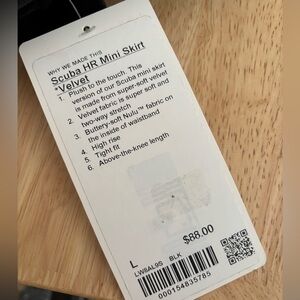 WHY WE MADE THIS
Scuba HR Mini Skirt
*Velvet
1. Plush to the touch. This
version of our Scuba mini skirt
is made from super-soft velvet
2. Velvet fabric is super soft and
two-way stretch
3. Buttery-soft Nulu™ fabric on
the inside of waistband
4. High rise
5. Tight fit
6. Above-the-knee length
L
$88.00
LW8AL9S BLK
000154835785